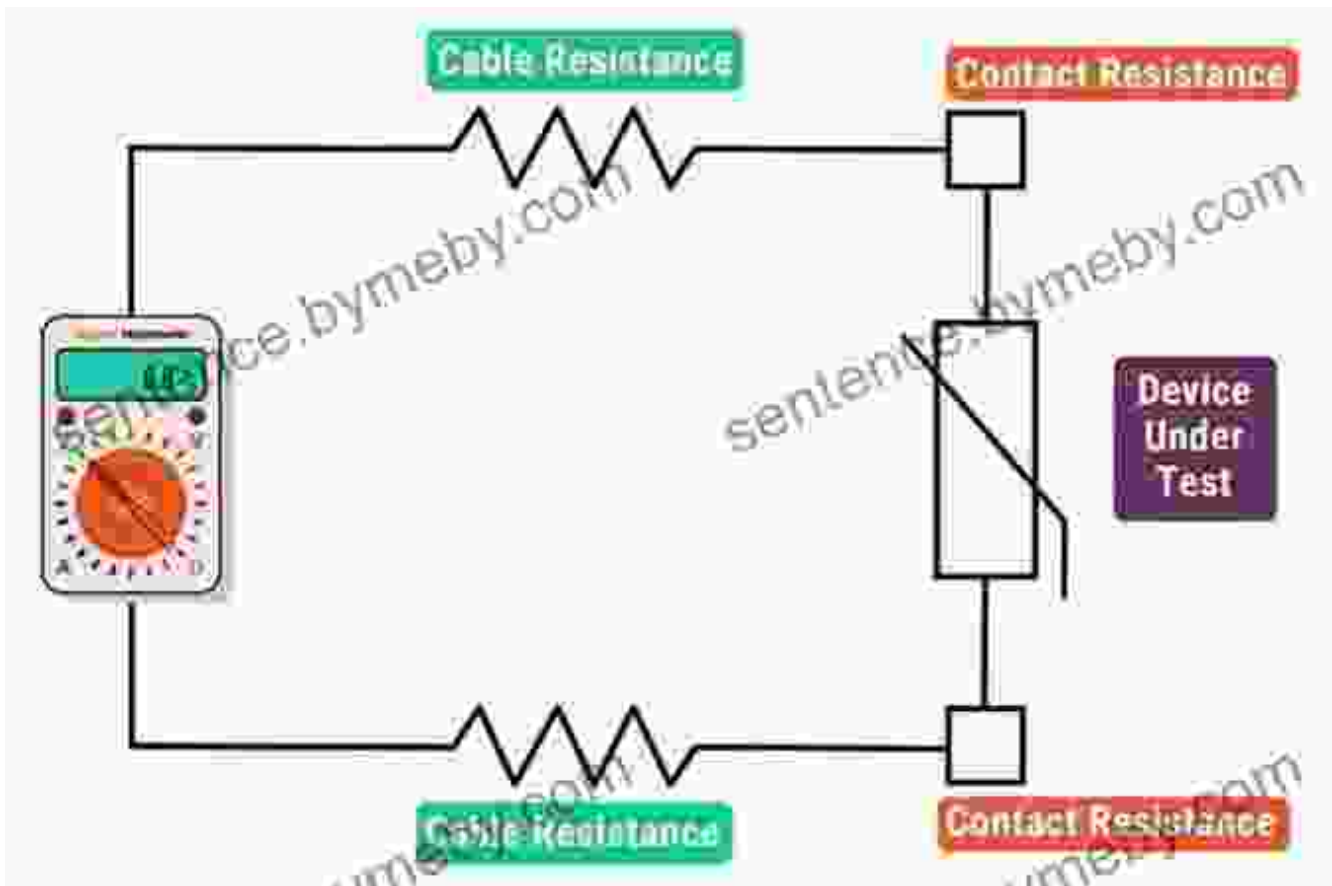 Cable Resistance
Contact Resistance
sentence.bymeby.com
sentence.bymeby.com
Device
Under
Test
V
A
Cable Resistance
Contact Resistance